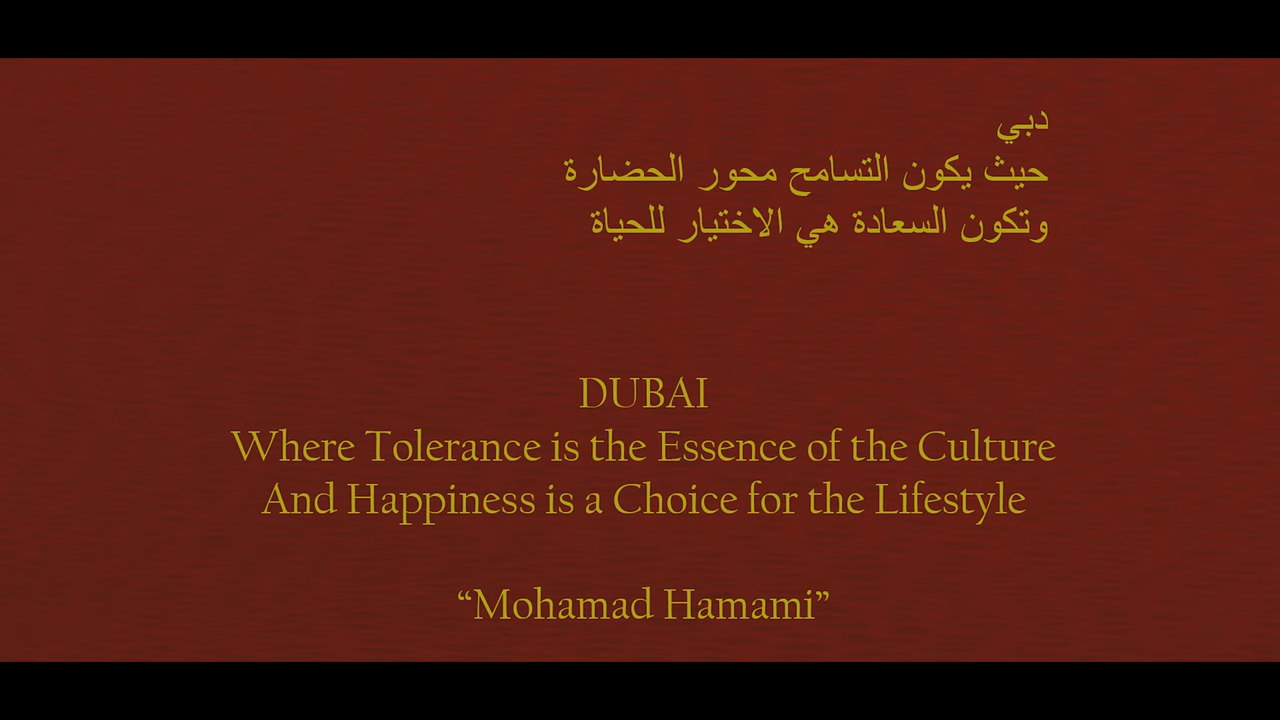 دبي
حيث يكون التسامح محور الحضارة
وتكون السعادة هي الاختيار للحياة
DUBAI
Where Tolerance is the Essence of the Culture
And Happiness is a Choice for the Lifestyle
“Mohamad Hamami”